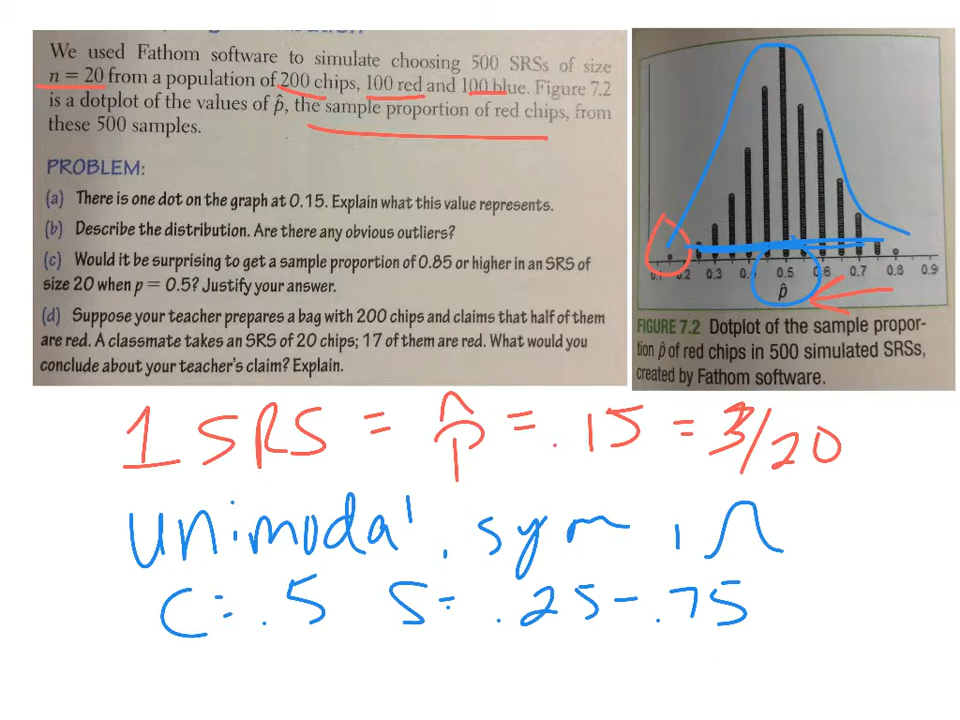 We used Fathom software to simulate choosing 500 SRSs of size
n = 20 from a population of 200 chips, 100 red and 100 blue. Figure 7.2
is a dotplot of the values of p̂, the sample proportion of red chips, from
these 500 samples.
PROBLEM:
(a) There is one dot on the graph at 0.15. Explain what this value represents.
(b) Describe the distribution. Are there any obvious outliers?
(c) Would it be surprising to get a sample proportion of 0.85 or higher in an SRS of
size 20 when p = 0.5? Justify your answer.
(d) Suppose your teacher prepares a bag with 200 chips and claims that half of them
are red. A classmate takes an SRS of 20 chips; 17 of them are red. What would you
conclude about your teacher's claim? Explain.
0.1 0.2 0.3 0.4 0.5 0.6 0.7 0.8 0.9
p̂
FIGURE 7.2 Dotplot of the sample propor-
tion p̂ of red chips in 500 simulated SRSs,
created by Fathom software.
1 SRS = p̂ = .15 = 3/20
unimodal, sym,
C = .5 S = .25 - .75